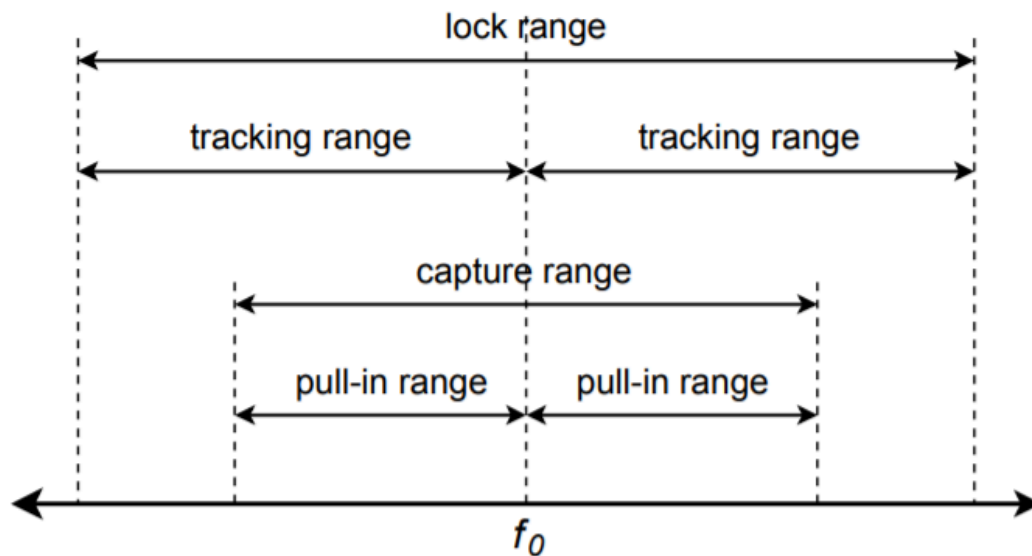 lock range
tracking range tracking range
capture range
pull-in range pull-in range
f0